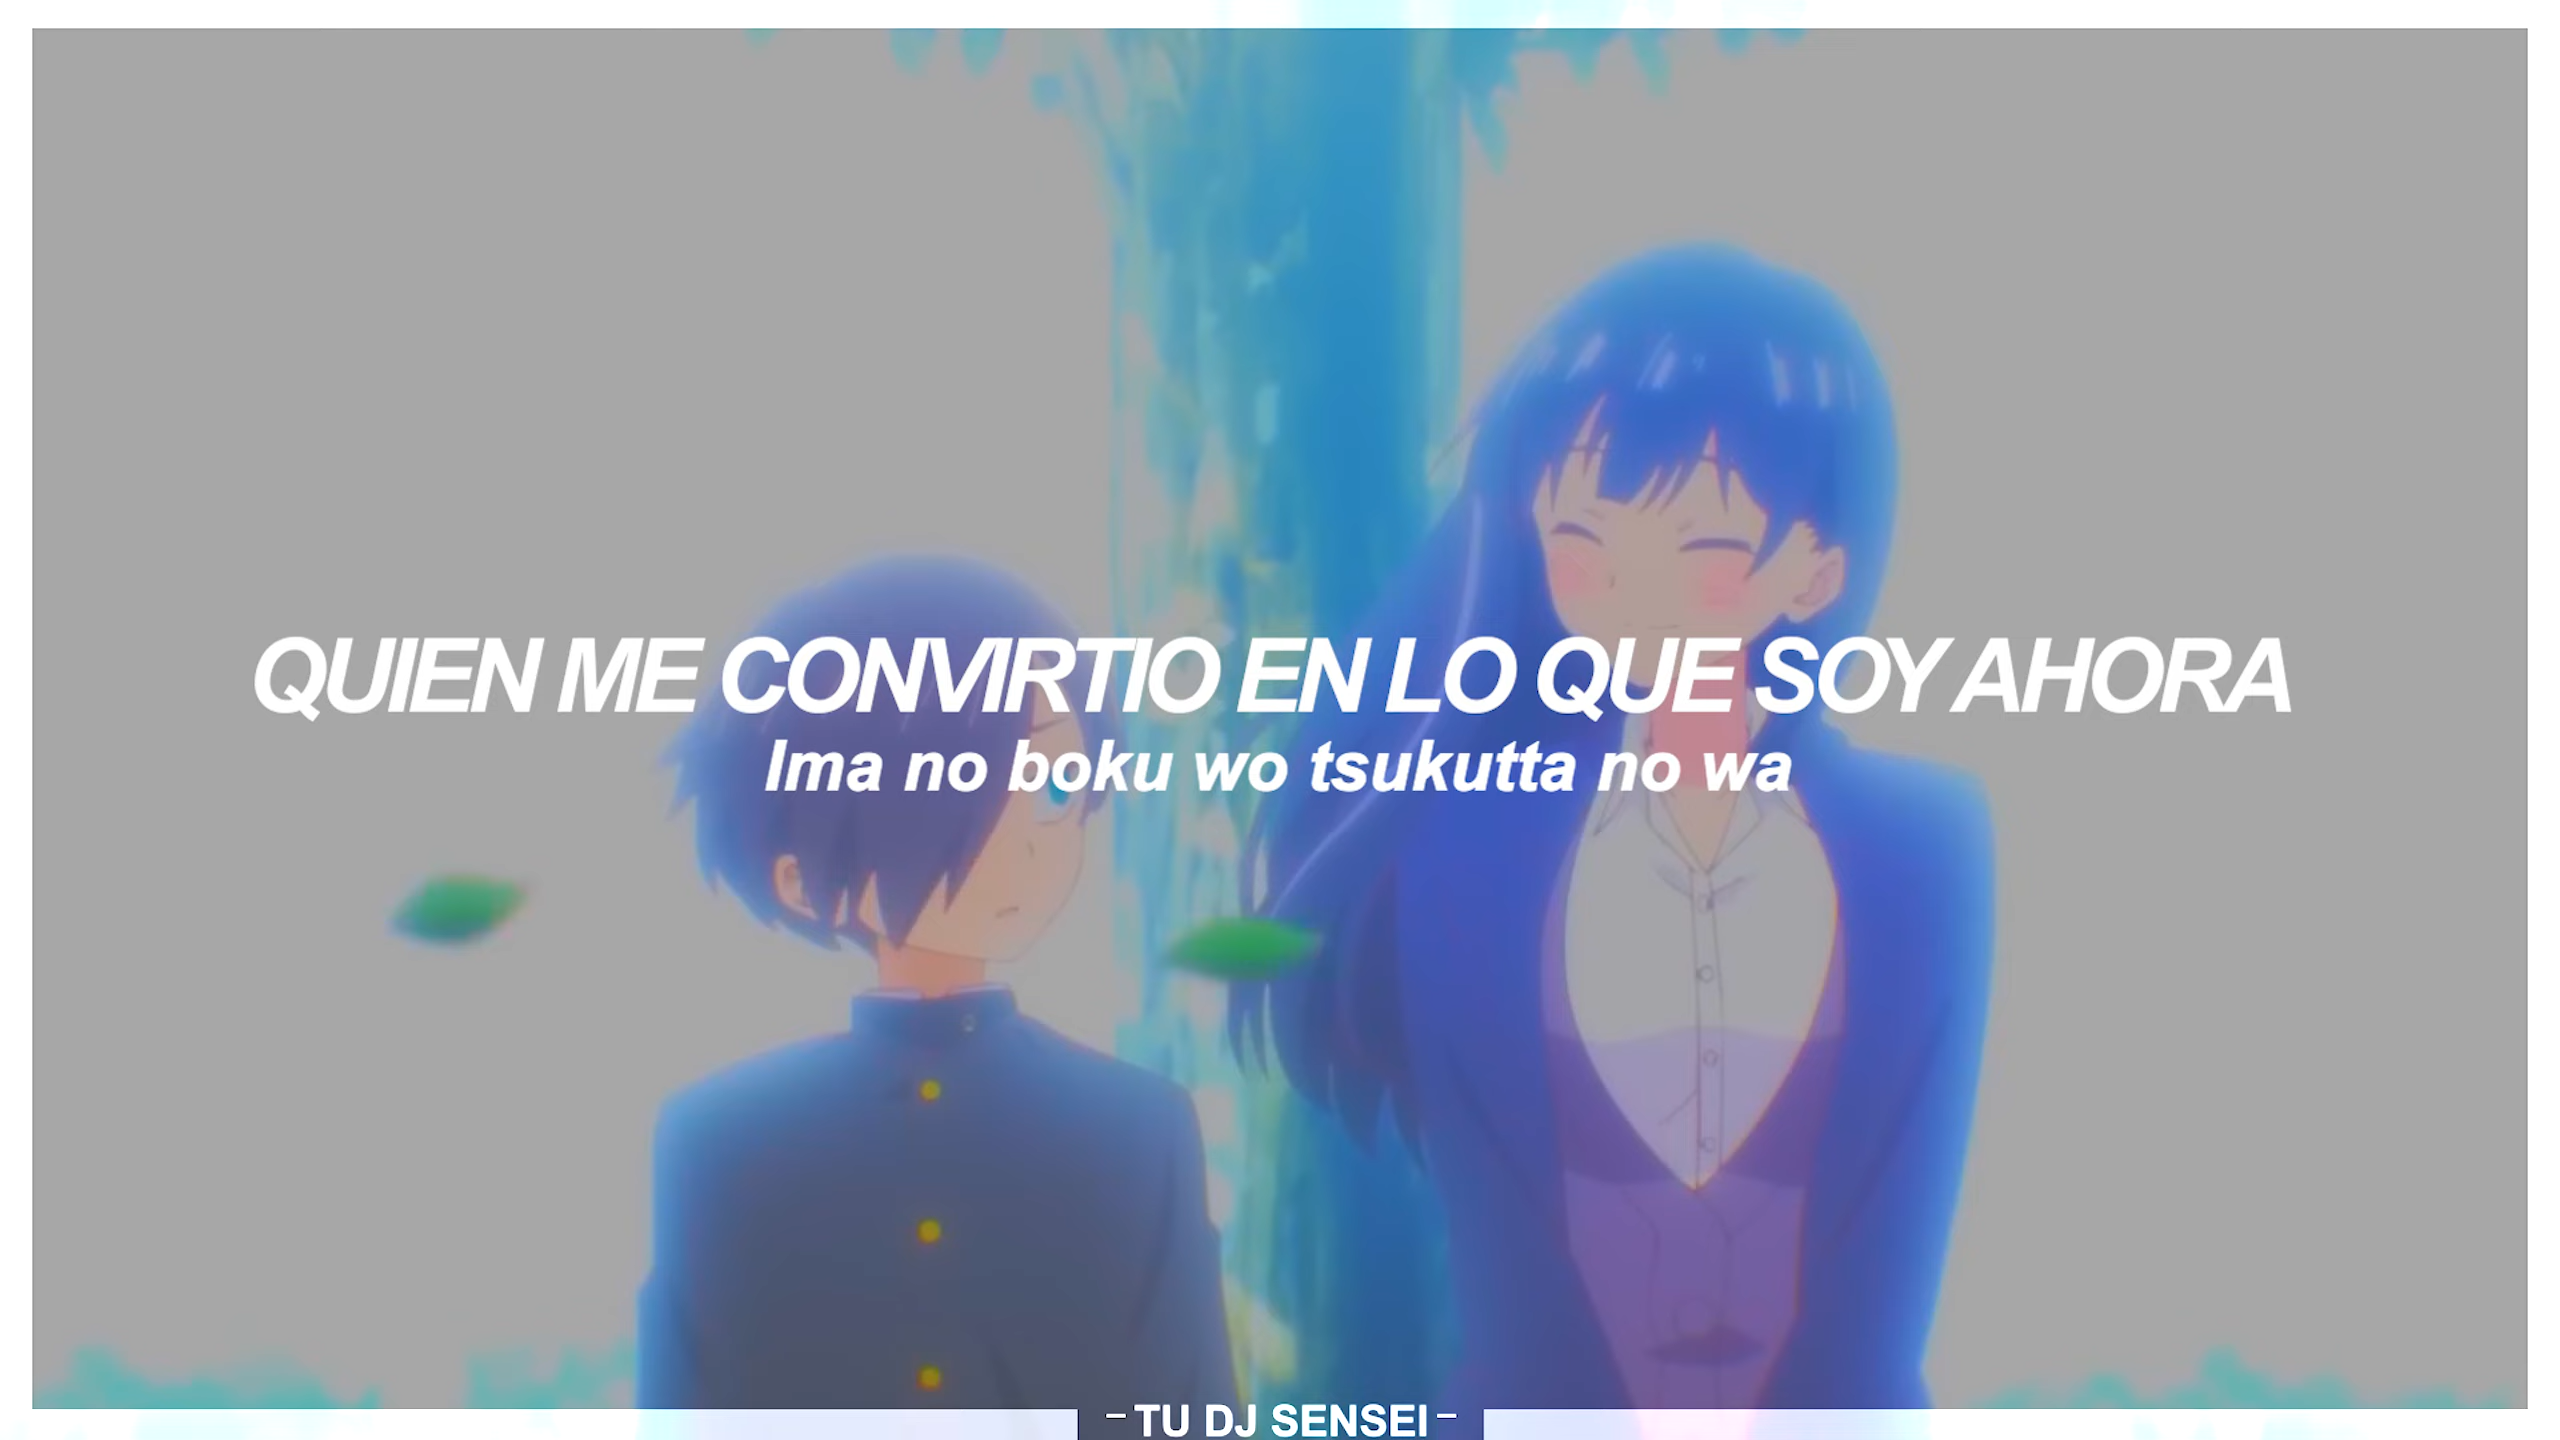 QUIEN ME CONVIRTIO EN LO QUE SOY AHORA
Ima no boku wo tsukutta no wa
- TU DJ SENSEI -